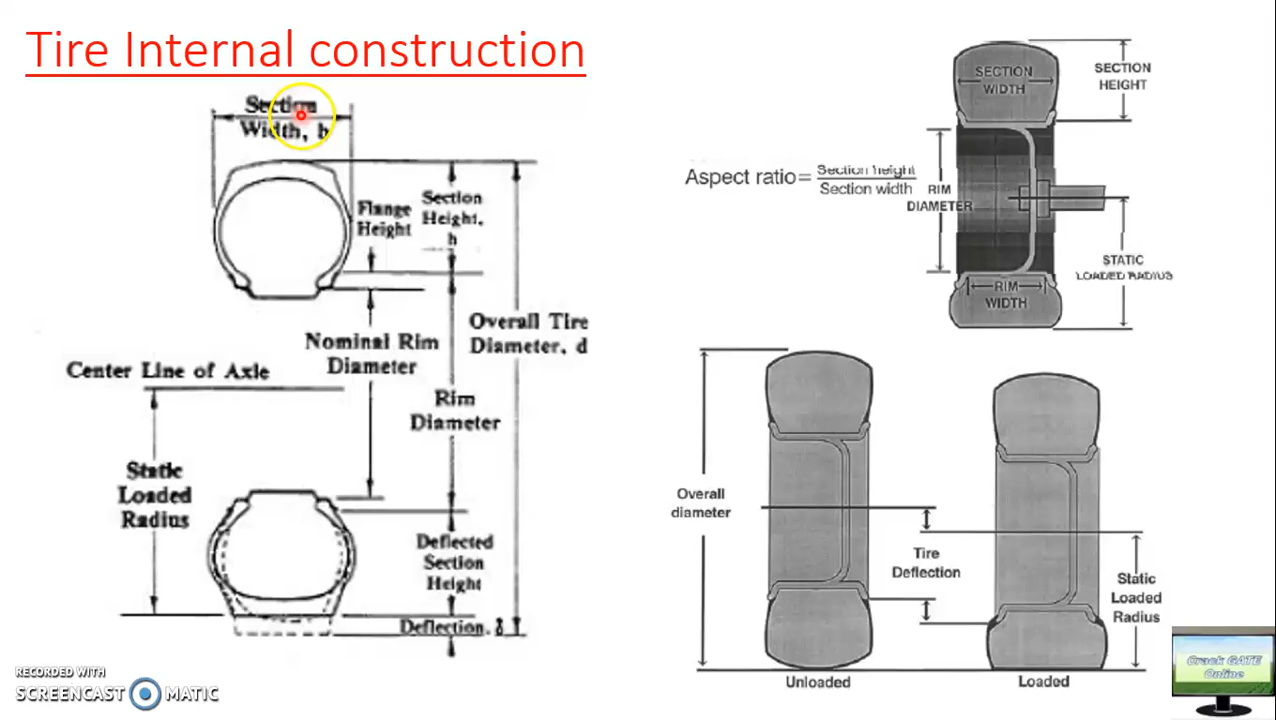 Tire Internal construction
Section
Width, b
Flange
Height
Section
Height,
h
Nominal Rim
Diameter
Overall Tire
Diameter, d
Center Line of Axle
Rim
Diameter
Static
Loaded
Radius
Deflected
Section
Height
Deflection, δ
SECTION
WIDTH
SECTION
HEIGHT
Aspect ratio= Section height
Section width
RIM
DIAMETER
STATIC
LOADED RADIUS
RIM
WIDTH
Overall
diameter
Tire
Deflection
Static
Loaded
Radius
Unloaded
Loaded
RECORDED WITH
SCREENCAST MATIC
Crack GATE
Online